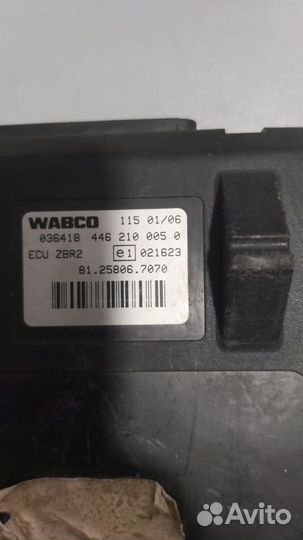 WABCO 115 01/06
036418 446 210 005 0
ECU ZBR2 e1 021623
81.25806.7070
Avito